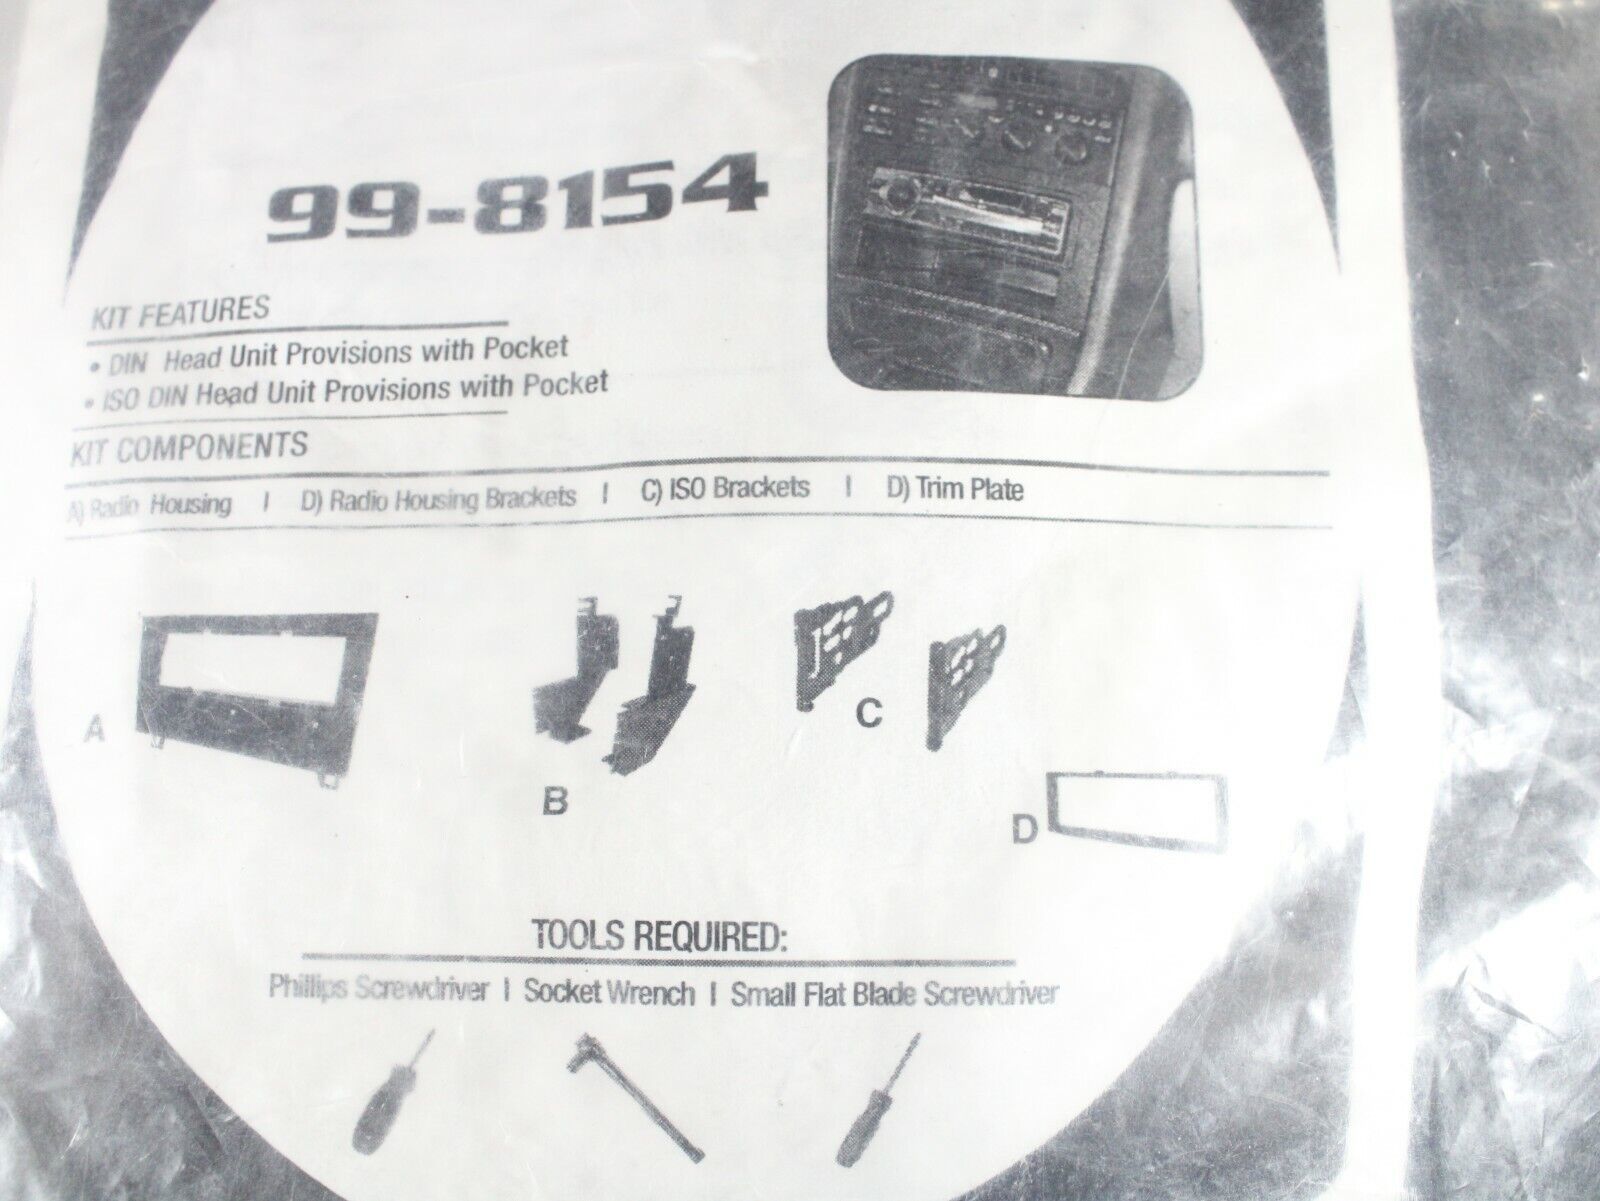 99-8154
KIT FEATURES
• DIN Head Unit Provisions with Pocket
• ISO DIN Head Unit Provisions with Pocket
KIT COMPONENTS
A) Radio Housing | D) Radio Housing Brackets | C) ISO Brackets | D) Trim Plate
A
B
C
D
TOOLS REQUIRED:
Phillips Screwdriver | Socket Wrench | Small Flat Blade Screwdriver